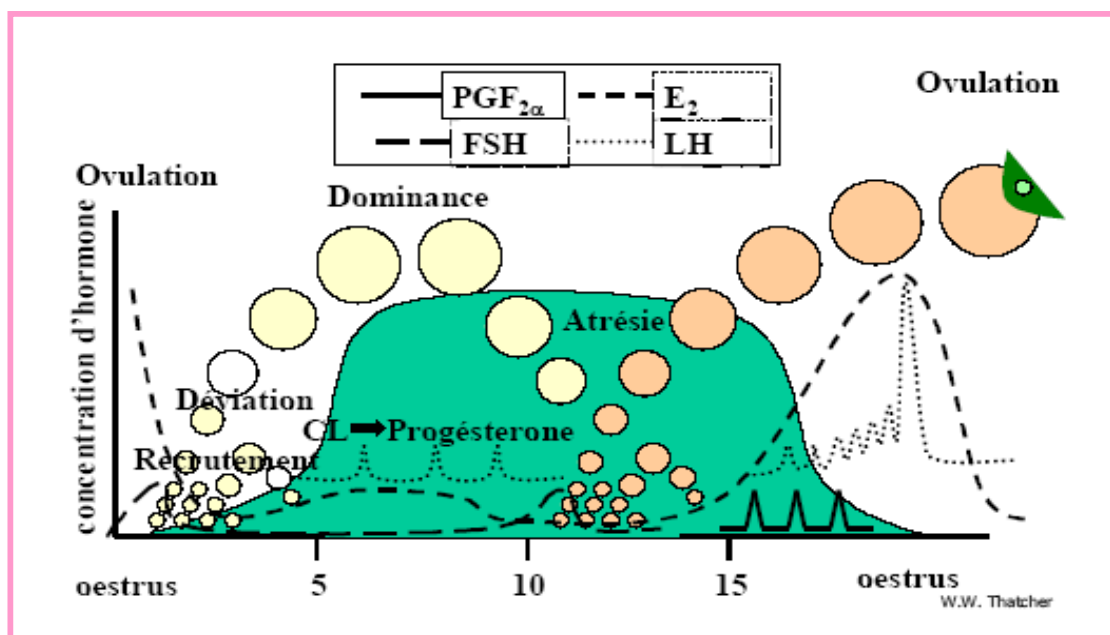 PGF2α E2
FSH LH
Ovulation
Ovulation
Dominance
concentration d'hormone
Atrésie
Déviation
CL Progésterone
Recrutement
oestrus 5 10 15 oestrus
W.W. Thatcher